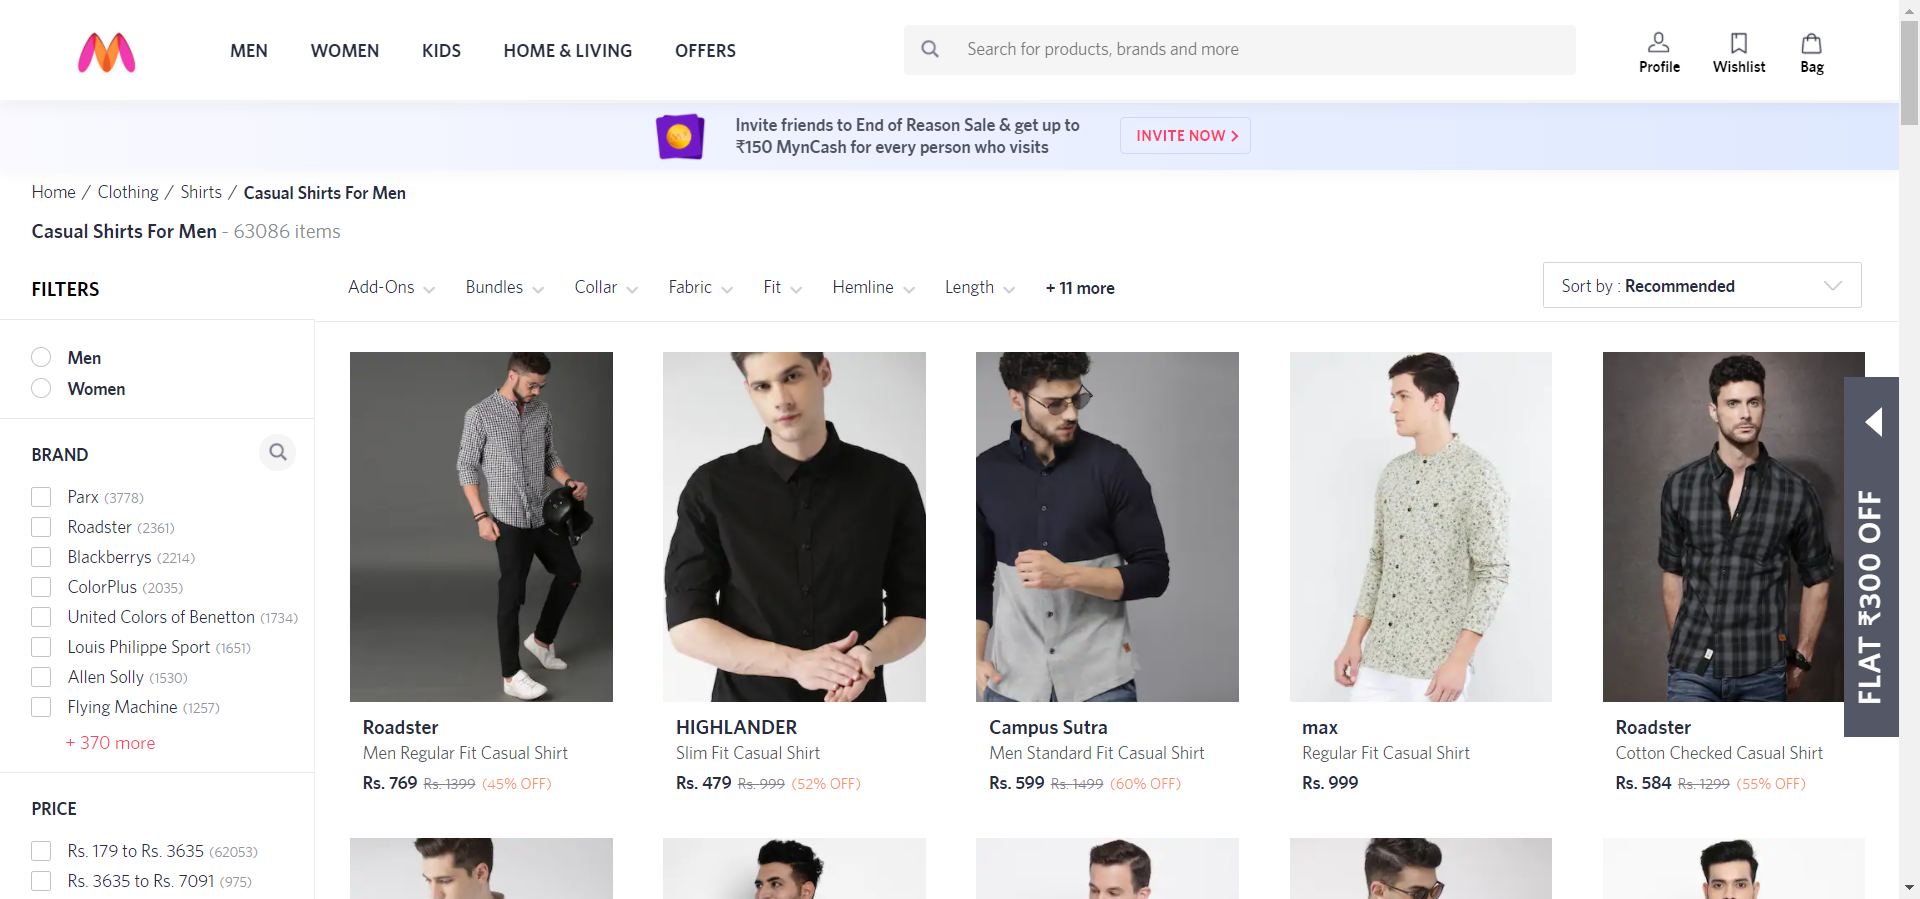 MEN WOMEN KIDS HOME & LIVING OFFERS
Search for products, brands and more
Profile Wishlist Bag
Invite friends to End of Reason Sale & get up to
₹150 MynCash for every person who visits
INVITE NOW
Home / Clothing / Shirts / Casual Shirts For Men
Casual Shirts For Men - 63086 items
FILTERS
Add-Ons Bundles Collar Fabric Fit Hemline Length + 11 more
Sort by : Recommended
Men
Women
BRAND
Parx (3778)
Roadster (2361)
Blackberrys (2214)
ColorPlus (2035)
United Colors of Benetton (1734)
Louis Philippe Sport (1651)
Allen Solly (1530)
Flying Machine (1257)
+ 370 more
PRICE
Rs. 179 to Rs. 3635 (62053)
Rs. 3635 to Rs. 7091 (975)
Roadster
Men Regular Fit Casual Shirt
Rs. 769 Rs. 1399 (45% OFF)
HIGHLANDER
Slim Fit Casual Shirt
Rs. 479 Rs. 999 (52% OFF)
Campus Sutra
Men Standard Fit Casual Shirt
Rs. 599 Rs. 1499 (60% OFF)
max
Regular Fit Casual Shirt
Rs. 999
Roadster
Cotton Checked Casual Shirt
Rs. 584 Rs. 1299 (55% OFF)
FLAT ₹300 OFF